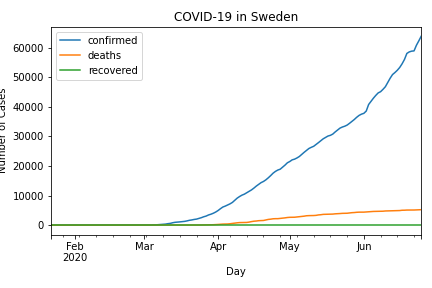 COVID-19 in Sweden
confirmed
deaths
recovered
60000
50000
40000
30000
20000
10000
0
Number of Cases
Feb
2020
Mar
Apr
May
Jun
Day